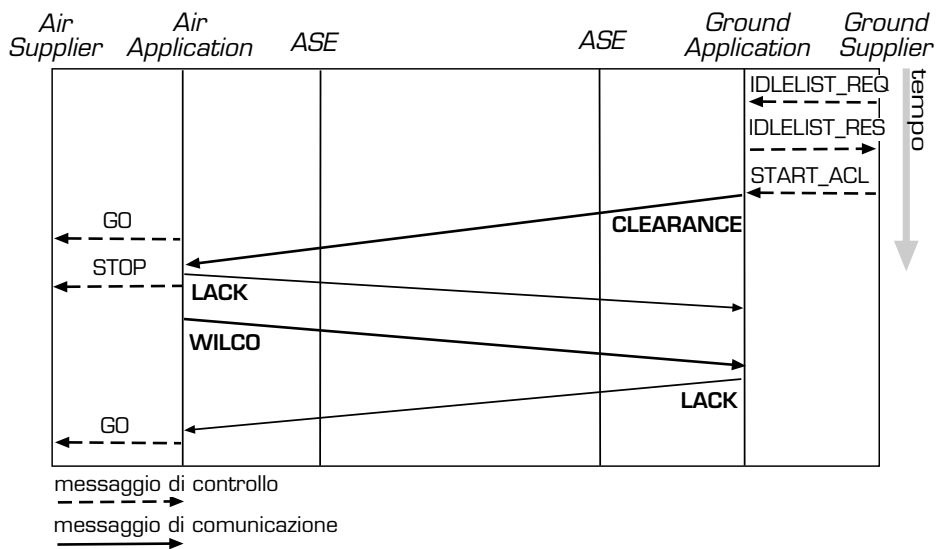 Air Supplier
Air Application
ASE
ASE
Ground Application
Ground Supplier
tempo
IDLELIST_REQ
IDLELIST_RES
START_ACL
CLEARANCE
GO
STOP
LACK
WILCO
LACK
GO
messaggio di controllo
messaggio di comunicazione